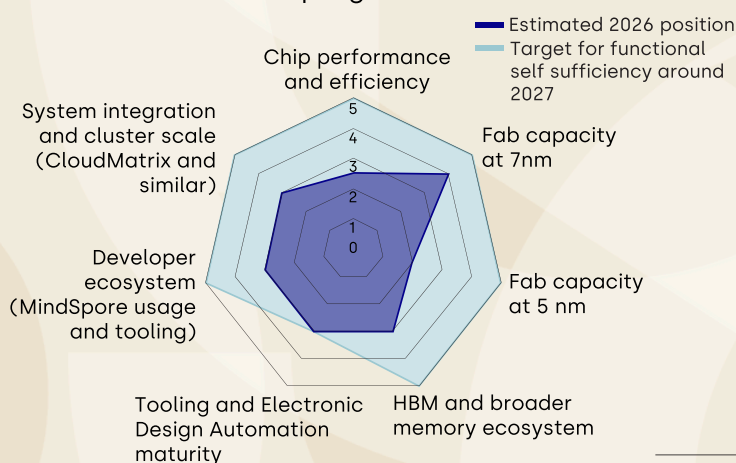 Estimated 2026 position
Target for functional
self sufficiency around
2027
Chip performance
and efficiency
System integration
and cluster scale
(CloudMatrix and
similar)
Fab capacity
at 7nm
5
4
3
2
1
0
Developer
ecosystem
(MindSpore usage
and tooling)
Fab capacity
at 5 nm
Tooling and Electronic
Design Automation
maturity
HBM and broader
memory ecosystem